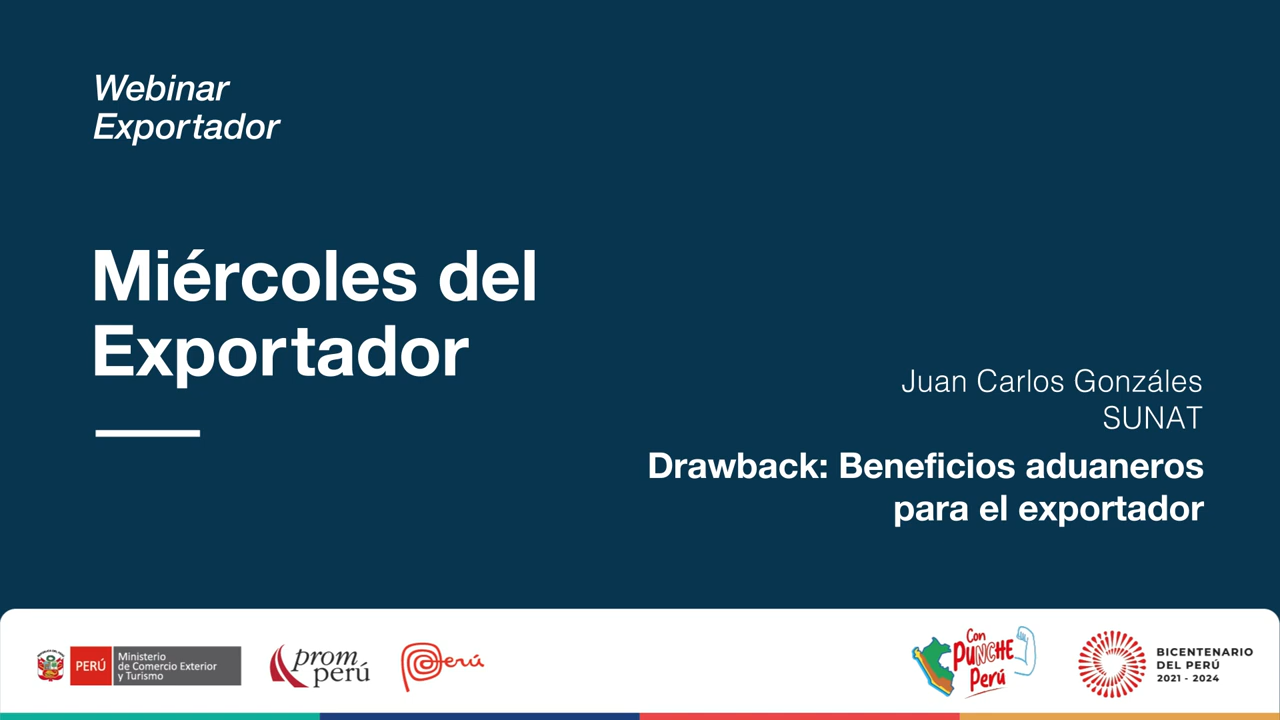 Webinar
Exportador
Miércoles del
Exportador
Juan Carlos Gonzáles
SUNAT
Drawback: Beneficios aduaneros
para el exportador
PERÚ
Ministerio
de Comercio Exterior
y Turismo
prom
perú
Perú
Con
PUNCHE
Perú
BICENTENARIO
DEL PERÚ
2021 - 2024